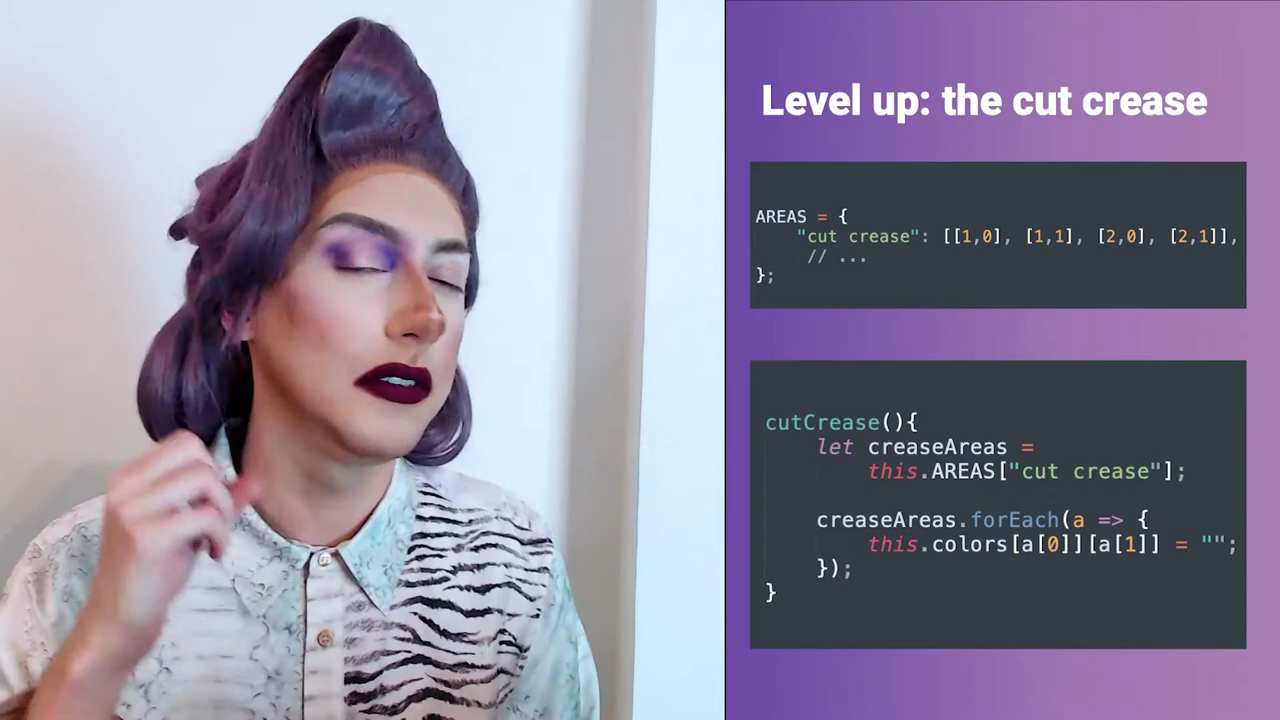 Level up: the cut crease
AREAS = {
    "cut crease": [[1,0], [1,1], [2,0], [2,1]],
     // ...
};
cutCrease(){
    let creaseAreas =
        this.AREAS["cut crease"];
    creaseAreas.forEach(a => {
        this.colors[a[0]][a[1]] = "";
    });
}